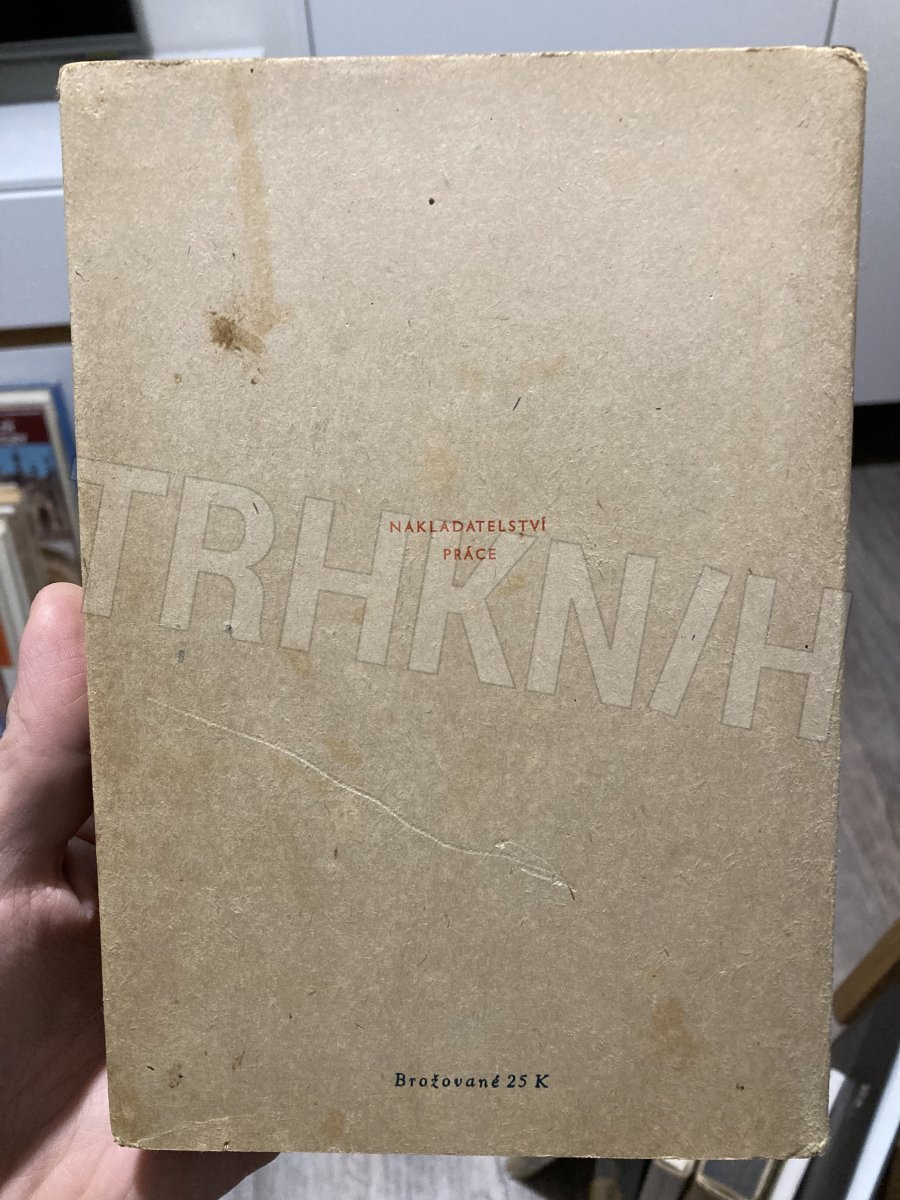 NAKLADATELSTVÍ
PRÁCE
TRHKNIH
Brožované 25 K